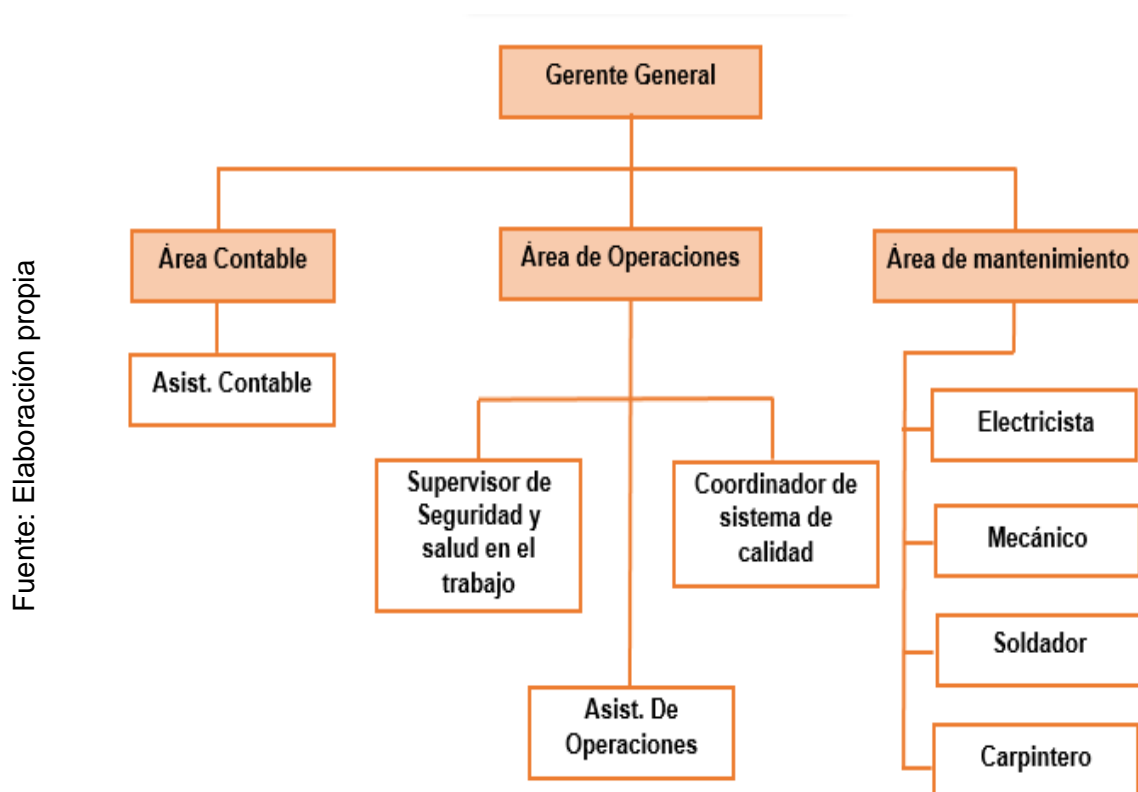 Gerente General
Área Contable
Área de Operaciones
Área de mantenimiento
Asist. Contable
Supervisor de
Seguridad y
salud en el
trabajo
Coordinador de
sistema de
calidad
Asist. De
Operaciones
Electricista
Mecánico
Soldador
Carpintero
Fuente: Elaboración propia